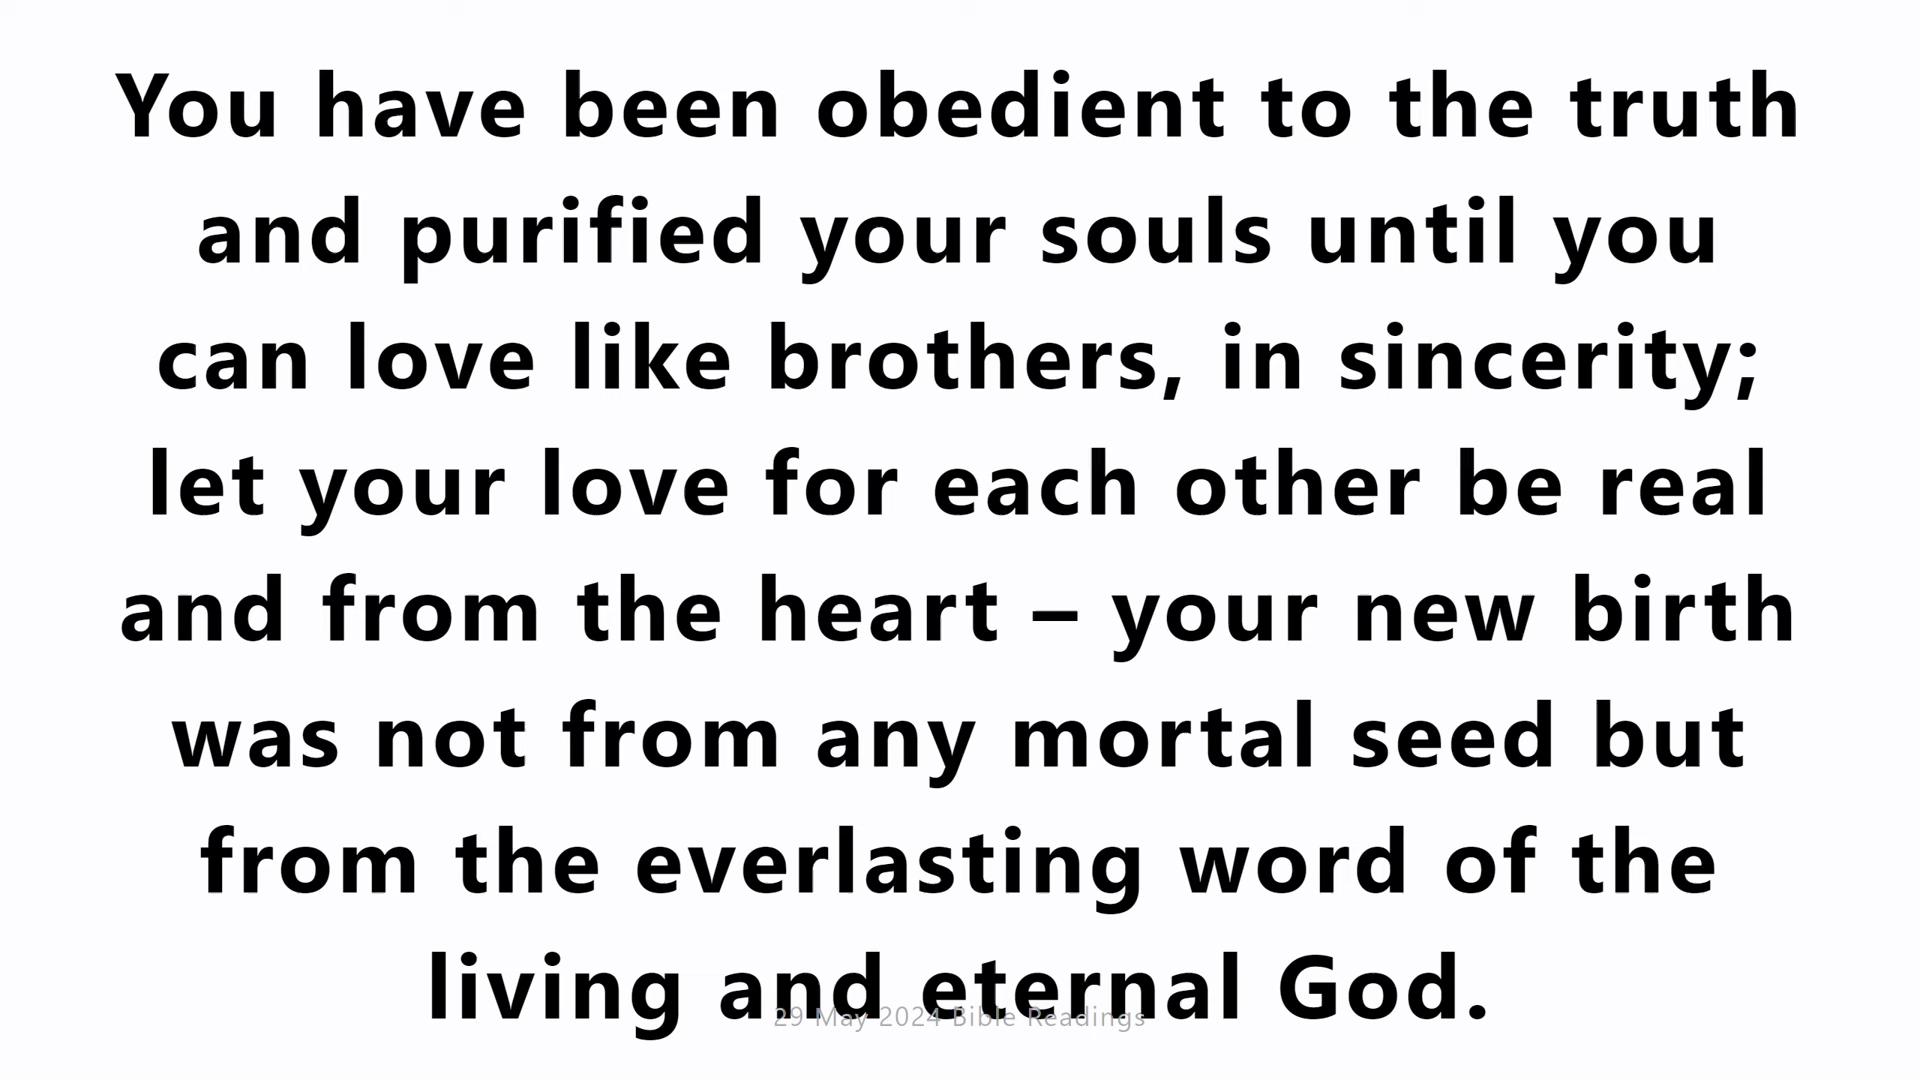 You have been obedient to the truth
and purified your souls until you
can love like brothers, in sincerity;
let your love for each other be real
and from the heart – your new birth
was not from any mortal seed but
from the everlasting word of the
living and eternal God.
29 May 2024 Bible Readings